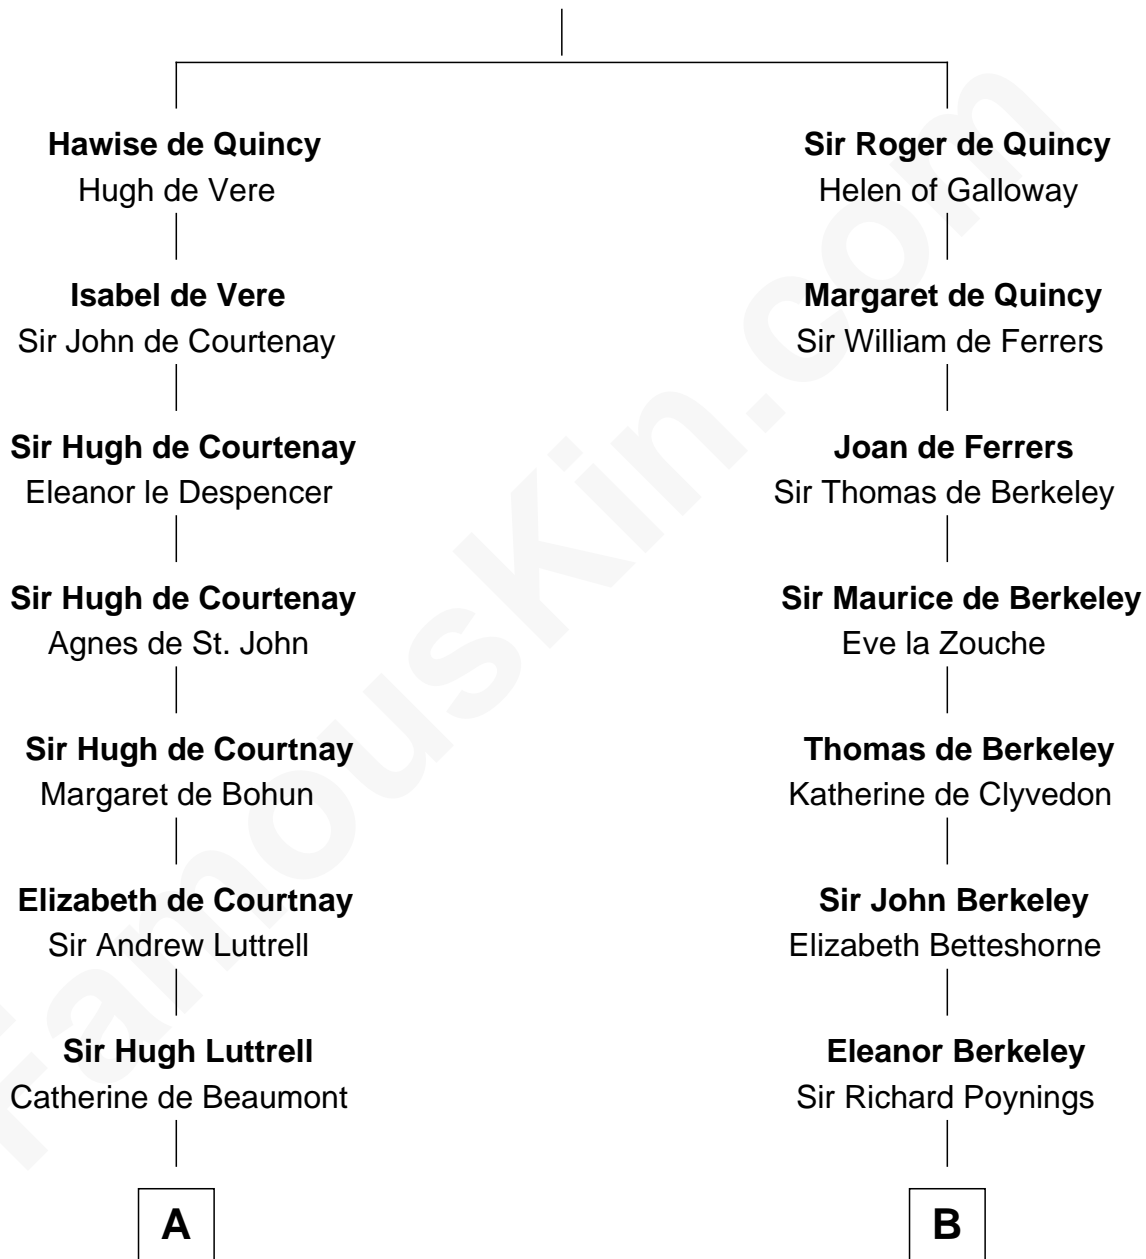 Hawise de Quincy
Hugh de Vere
Isabel de Vere
Sir John de Courtenay
Sir Hugh de Courtenay
Eleanor le Despencer
Sir Hugh de Courtenay
Agnes de St. John
Sir Hugh de Courtnay
Margaret de Bohun
Elizabeth de Courtnay
Sir Andrew Luttrell
Sir Hugh Luttrell
Catherine de Beaumont
A
Sir Roger de Quincy
Helen of Galloway
Margaret de Quincy
Sir William de Ferrers
Joan de Ferrers
Sir Thomas de Berkeley
Sir Maurice de Berkeley
Eve la Zouche
Thomas de Berkeley
Katherine de Clyvedon
Sir John Berkeley
Elizabeth Betteshorne
Eleanor Berkeley
Sir Richard Poynings
B
FamousKin.com